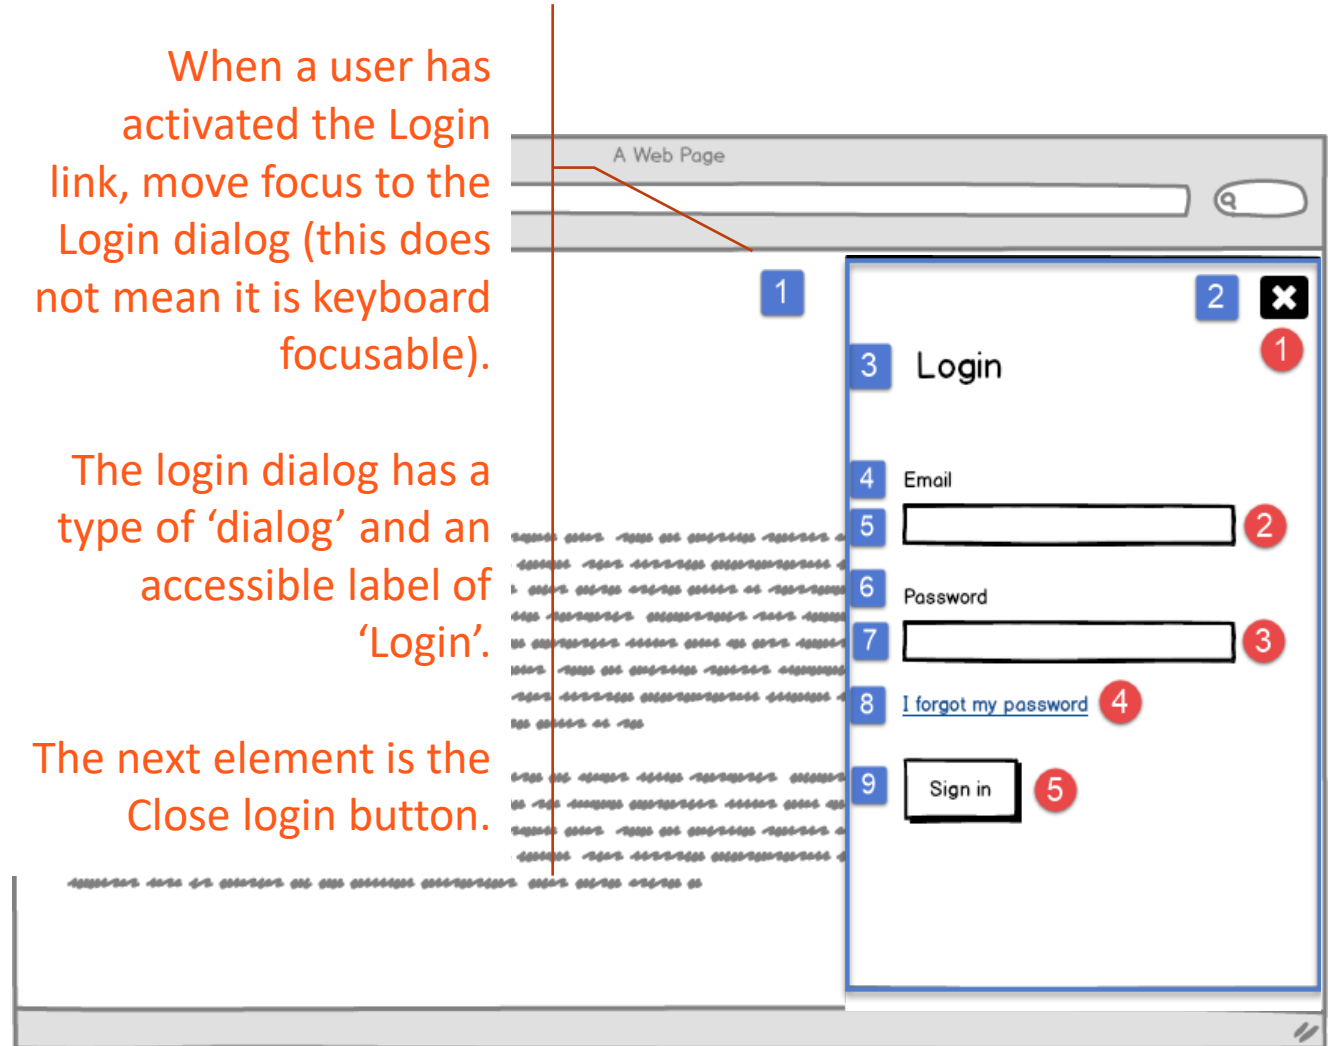 When a user has
activated the Login
link, move focus to the
Login dialog (this does
not mean it is keyboard
focusable).
The login dialog has a
type of ‘dialog’ and an
accessible label of
‘Login’.
The next element is the
Close login button.
A Web Page
1
2
1
3 Login
4 Email
5 2
6 Password
7 3
8 I forgot my password 4
9 Sign in 5